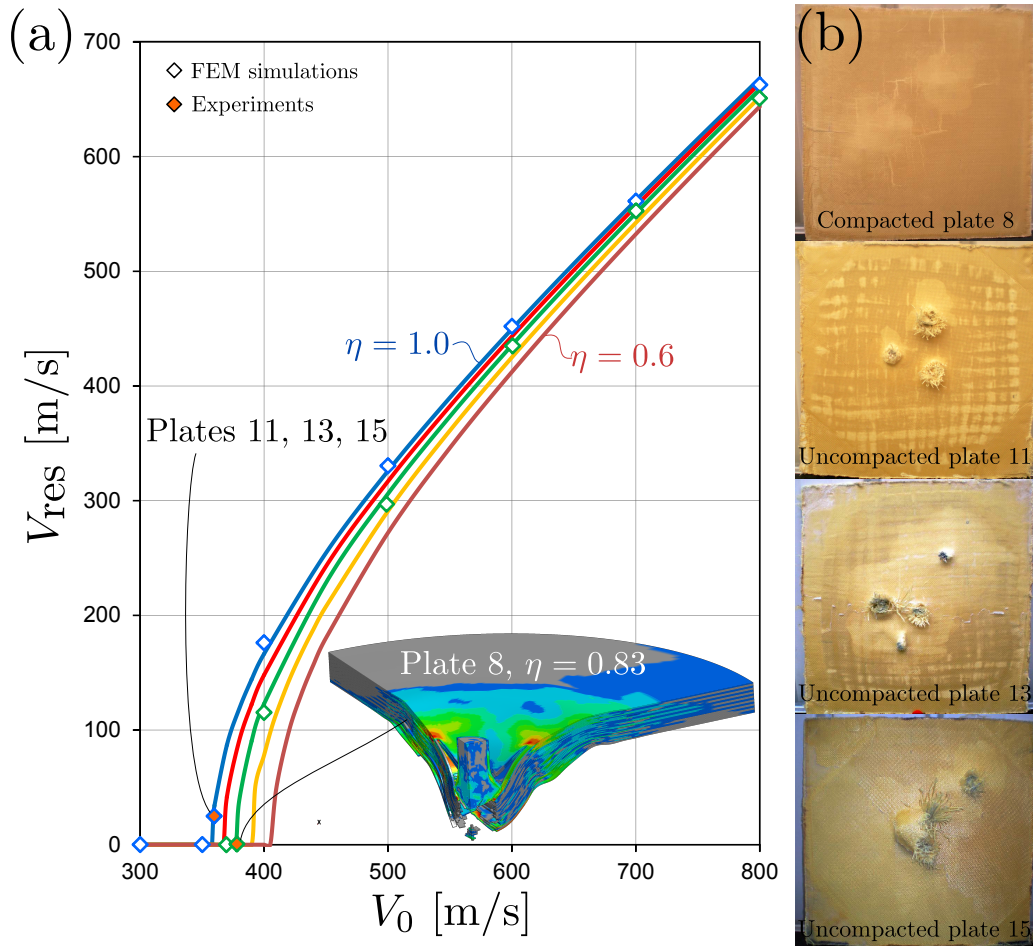 (a)
700
600
500
400
300
200
100
0
300
400
500
600
700
800
Vres [m/s]
V0 [m/s]
FEM simulations
Experiments
η = 1.0
η = 0.6
Plates 11, 13, 15
Plate 8, η = 0.83
x
(b)
Compacted plate 8
Uncompacted plate 11
Uncompacted plate 13
Uncompacted plate 15